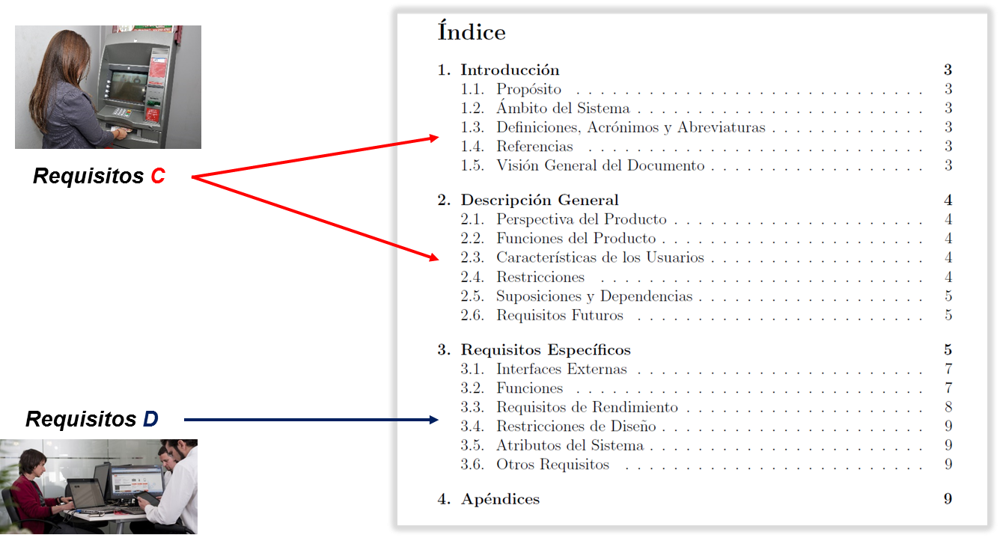 Requisitos C
Requisitos D
Índice
1. Introducción 3
1.1. Propósito . . . . . . . . . . . . . . . . . . . . . . . . . . . . . 3
1.2. Ámbito del Sistema . . . . . . . . . . . . . . . . . . . . . . . . 3
1.3. Definiciones, Acrónimos y Abreviaturas . . . . . . . . . . . . . 3
1.4. Referencias . . . . . . . . . . . . . . . . . . . . . . . . . . . . 3
1.5. Visión General del Documento . . . . . . . . . . . . . . . . . . 3
2. Descripción General 4
2.1. Perspectiva del Producto . . . . . . . . . . . . . . . . . . . . . 4
2.2. Funciones del Producto . . . . . . . . . . . . . . . . . . . . . . 4
2.3. Características de los Usuarios . . . . . . . . . . . . . . . . . . 4
2.4. Restricciones . . . . . . . . . . . . . . . . . . . . . . . . . . . 4
2.5. Suposiciones y Dependencias . . . . . . . . . . . . . . . . . . . 5
2.6. Requisitos Futuros . . . . . . . . . . . . . . . . . . . . . . . . 5
3. Requisitos Específicos 5
3.1. Interfaces Externas . . . . . . . . . . . . . . . . . . . . . . . . 7
3.2. Funciones . . . . . . . . . . . . . . . . . . . . . . . . . . . . . 7
3.3. Requisitos de Rendimiento . . . . . . . . . . . . . . . . . . . . 8
3.4. Restricciones de Diseño . . . . . . . . . . . . . . . . . . . . . . 9
3.5. Atributos del Sistema . . . . . . . . . . . . . . . . . . . . . . . 9
3.6. Otros Requisitos . . . . . . . . . . . . . . . . . . . . . . . . . 9
4. Apéndices 9